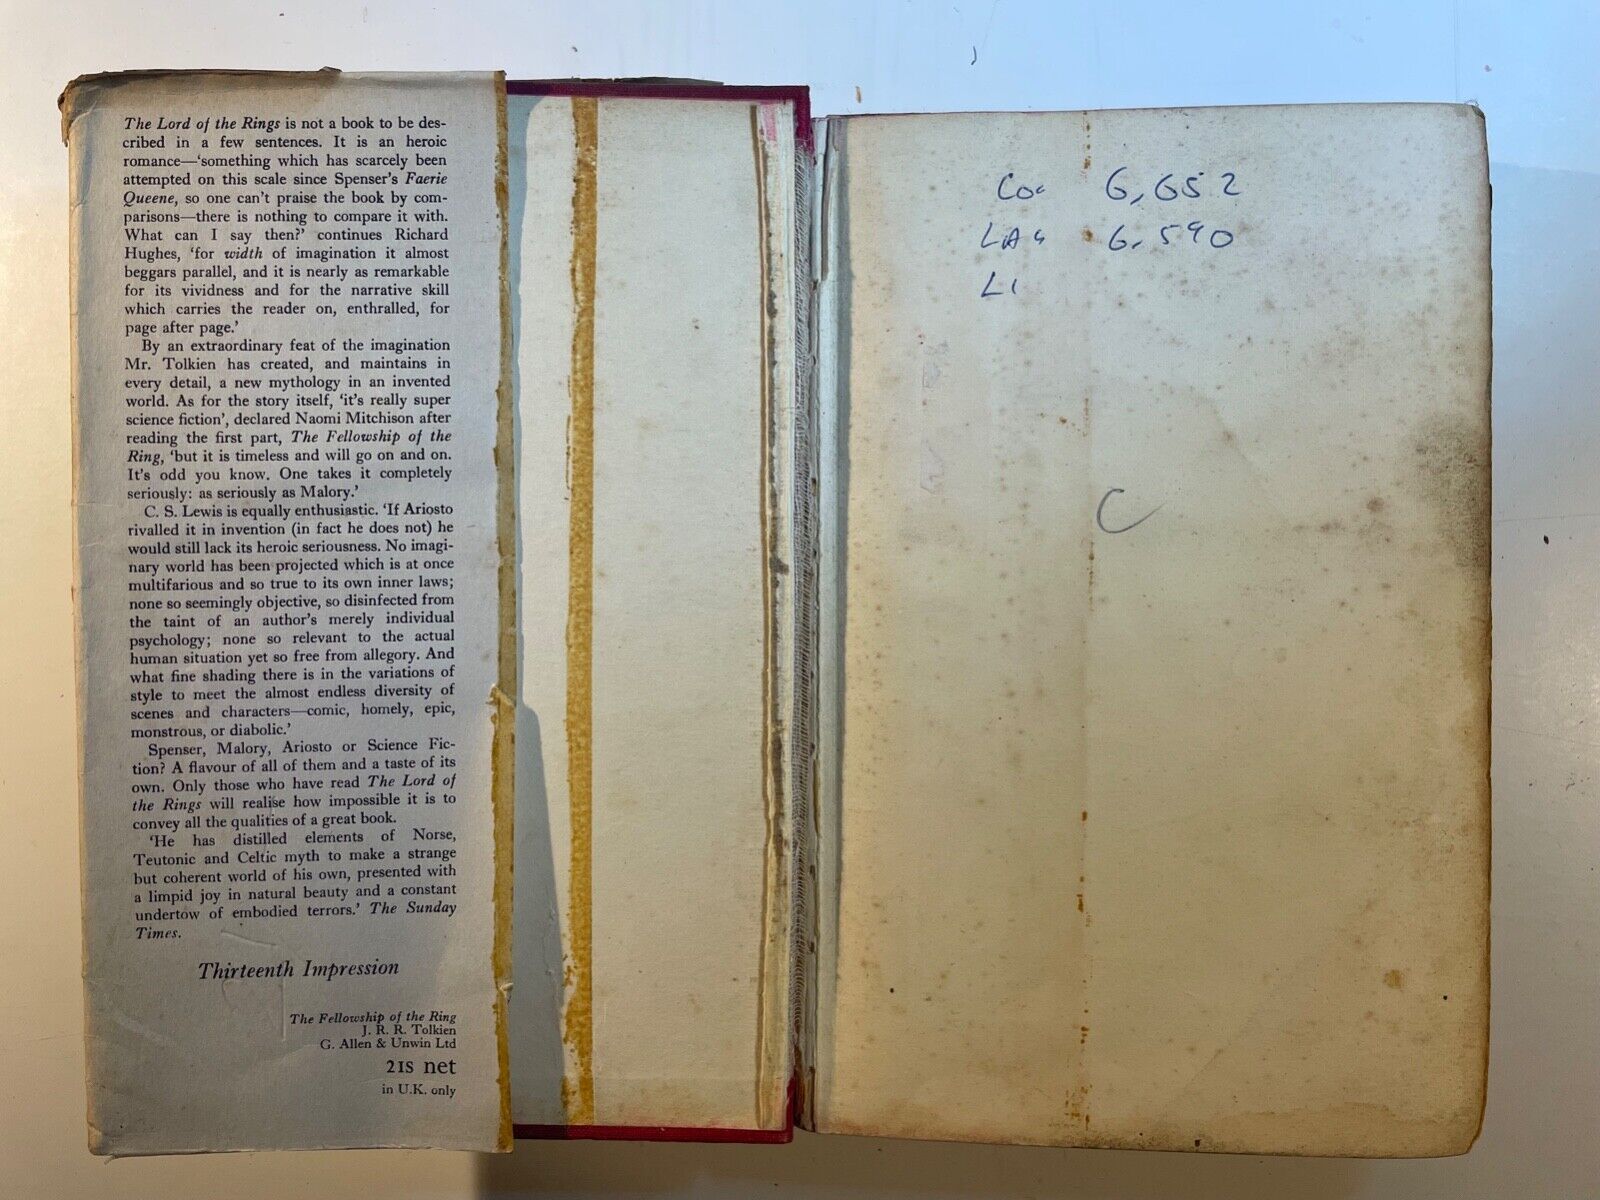 The Lord of the Rings is not a book to be des-
cribed in a few sentences. It is an heroic
romance—‘something which has scarcely been
attempted on this scale since Spenser’s Faerie
Queene, so one can’t praise the book by com-
parisons—there is nothing to compare it with.
What can I say then?’ continues Richard
Hughes, ‘for width of imagination it almost
beggars parallel, and it is nearly as remarkable
for its vividness and for the narrative skill
which carries the reader on, enthralled, for
page after page.’
By an extraordinary feat of the imagination
Mr. Tolkien has created, and maintains in
every detail, a new mythology in an invented
world. As for the story itself, ‘it’s really super
science fiction’, declared Naomi Mitchison after
reading the first part, The Fellowship of the
Ring, ‘but it is timeless and will go on and on.
It’s odd you know. One takes it completely
seriously: as seriously as Malory.’
C. S. Lewis is equally enthusiastic. ‘If Ariosto
rivalled it in invention (in fact he does not) he
would still lack its heroic seriousness. No imagi-
nary world has been projected which is at once
multifarious and so true to its own inner laws;
none so seemingly objective, so disinfected from
the taint of an author’s merely individual
psychology; none so relevant to the actual
human situation yet so free from allegory. And
what fine shading there is in the variations of
style to meet the almost endless diversity of
scenes and characters—comic, homely, epic,
monstrous, or diabolic.’
Spenser, Malory, Ariosto or Science Fic-
tion? A flavour of all of them and a taste of its
own. Only those who have read The Lord of
the Rings will realise how impossible it is to
convey all the qualities of a great book.
‘He has distilled elements of Norse,
Teutonic and Celtic myth to make a strange
but coherent world of his own, presented with
a limpid joy in natural beauty and a constant
undertow of embodied terrors.’ The Sunday
Times.
Thirteenth Impression
The Fellowship of the Ring
J. R. R. Tolkien
G. Allen & Unwin Ltd
21s net
in U.K. only
6,652
6.590
LI
C